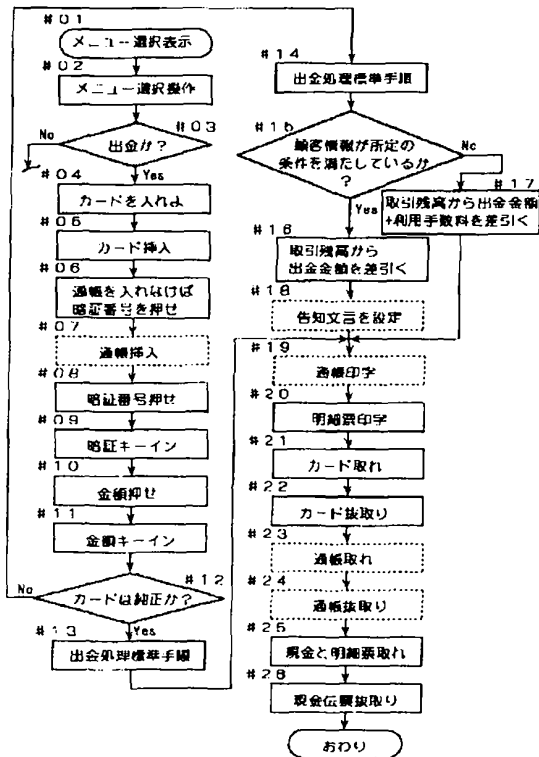 #01
メニュー選択表示
#02
メニュー選択操作
#03
出金か?
No
Yes
#04
カードを入れよ
#05
カード挿入
#06
通帳を入れなければ
暗証番号を押せ
#07
通帳挿入
#08
暗証番号押せ
#09
暗証キーイン
#10
金額押せ
#11
金額キーイン
#12
カードは純正か?
No
Yes
#13
出金処理標準手順
#14
出金処理標準手順
#15
顧客情報が所定の
条件を満たしているか
?
No
Yes
#16
取引残高から
出金金額を差引く
#17
取引残高から出金金額
+利用手数料を差引く
#18
告知文言を設定
#19
通帳印字
#20
明細票印字
#21
カード取れ
#22
カード抜取り
#23
通帳取れ
#24
通帳抜取り
#25
現金と明細票取れ
#26
現金伝票抜取り
おわり